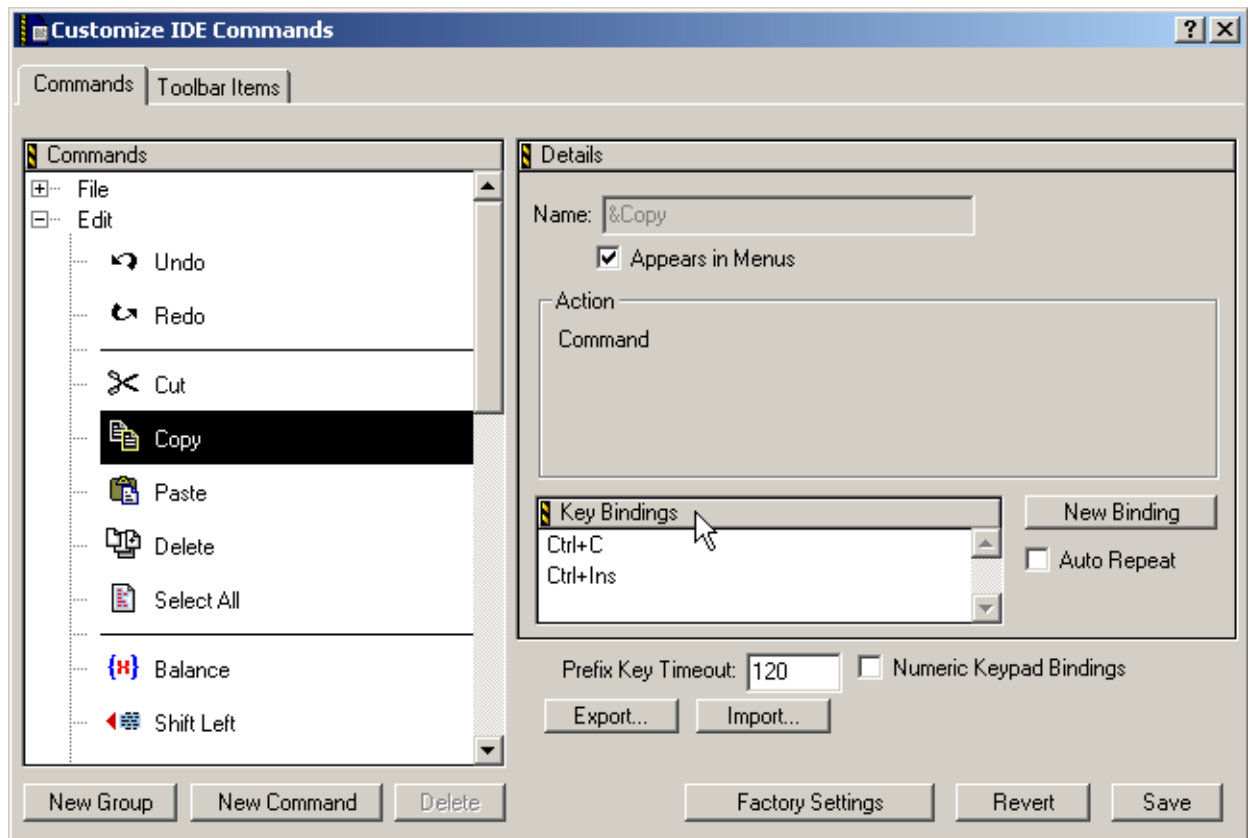 Customize IDE Commands
Commands
Toolbar Items
Commands
File
Edit
Undo
Redo
Cut
Copy
Paste
Delete
Select All
Balance
Shift Left
New Group
New Command
Delete
Details
Name: &Copy
Appears in Menus
Action
Command
Key Bindings
Ctrl+C
Ctrl+Ins
New Binding
Auto Repeat
Prefix Key Timeout: 120
Numeric Keypad Bindings
Export...
Import...
Factory Settings
Revert
Save